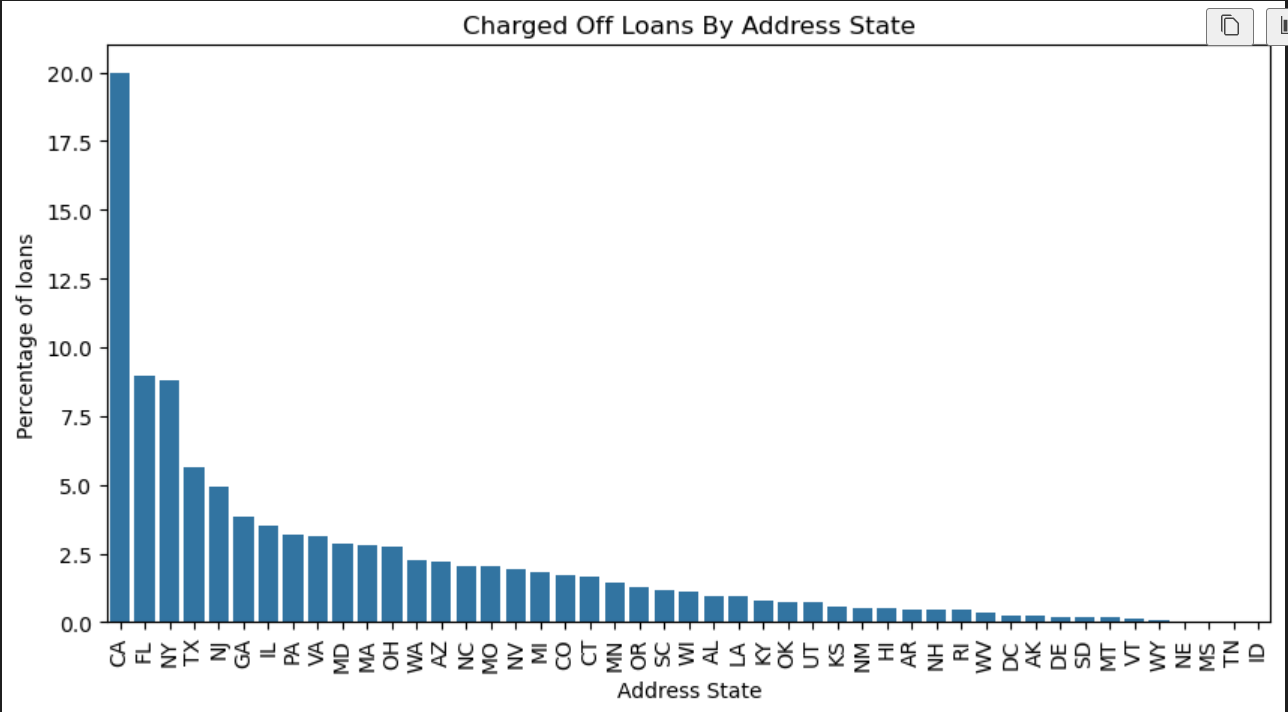 Charged Off Loans By Address State
Percentage of loans
20.0
17.5
15.0
12.5
10.0
7.5
5.0
2.5
0.0
CA FL NY TX NJ GA IL PA VA MD MA OH WA AZ NC MO NV MI CO CT MN OR SC WI AL LA KY OK UT KS NM HI AR NH RI WV DC AK DE SD MT VT WY NE MS TN ID
Address State